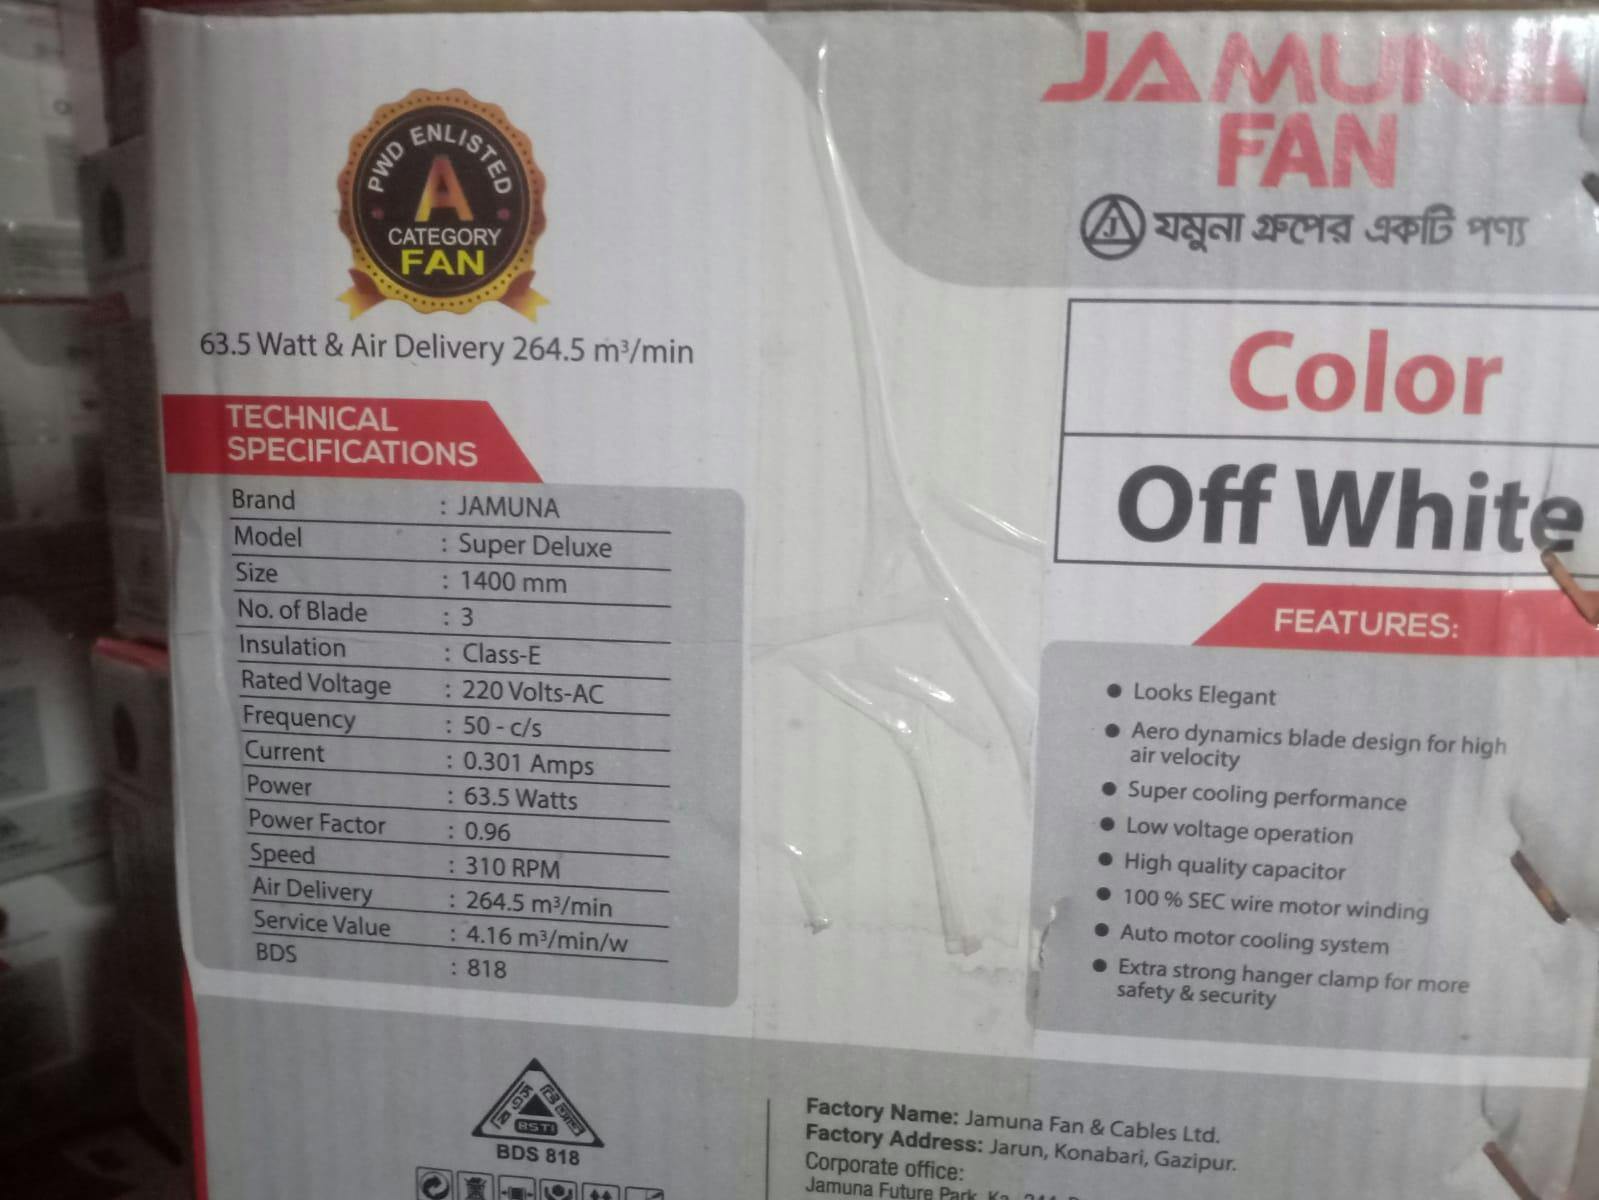 PWD ENLISTED
A
CATEGORY
FAN
63.5 Watt & Air Delivery 264.5 m³/min
TECHNICAL
SPECIFICATIONS
Brand : JAMUNA
Model : Super Deluxe
Size : 1400 mm
No. of Blade : 3
Insulation : Class-E
Rated Voltage : 220 Volts-AC
Frequency : 50 - c/s
Current : 0.301 Amps
Power : 63.5 Watts
Power Factor : 0.96
Speed : 310 RPM
Air Delivery : 264.5 m³/min
Service Value : 4.16 m³/min/w
BDS : 818
BSTI
BDS 818
JAMUNA
FAN
J যমুনা গ্রুপের একটি পণ্য
Color
Off White
FEATURES:
● Looks Elegant
● Aero dynamics blade design for high
air velocity
● Super cooling performance
● Low voltage operation
● High quality capacitor
● 100 % SEC wire motor winding
● Auto motor cooling system
● Extra strong hanger clamp for more
safety & security
Factory Name: Jamuna Fan & Cables Ltd.
Factory Address: Jarun, Konabari, Gazipur.
Corporate office:
Jamuna Future Park,